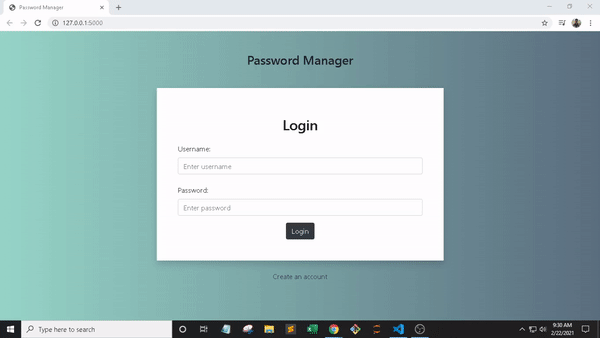 Password Manager
127.0.0.1:5000
Password Manager
Login
Username:
Enter username
Password:
Enter password
Login
Create an account
Type here to search
9:30 AM
2/22/2021